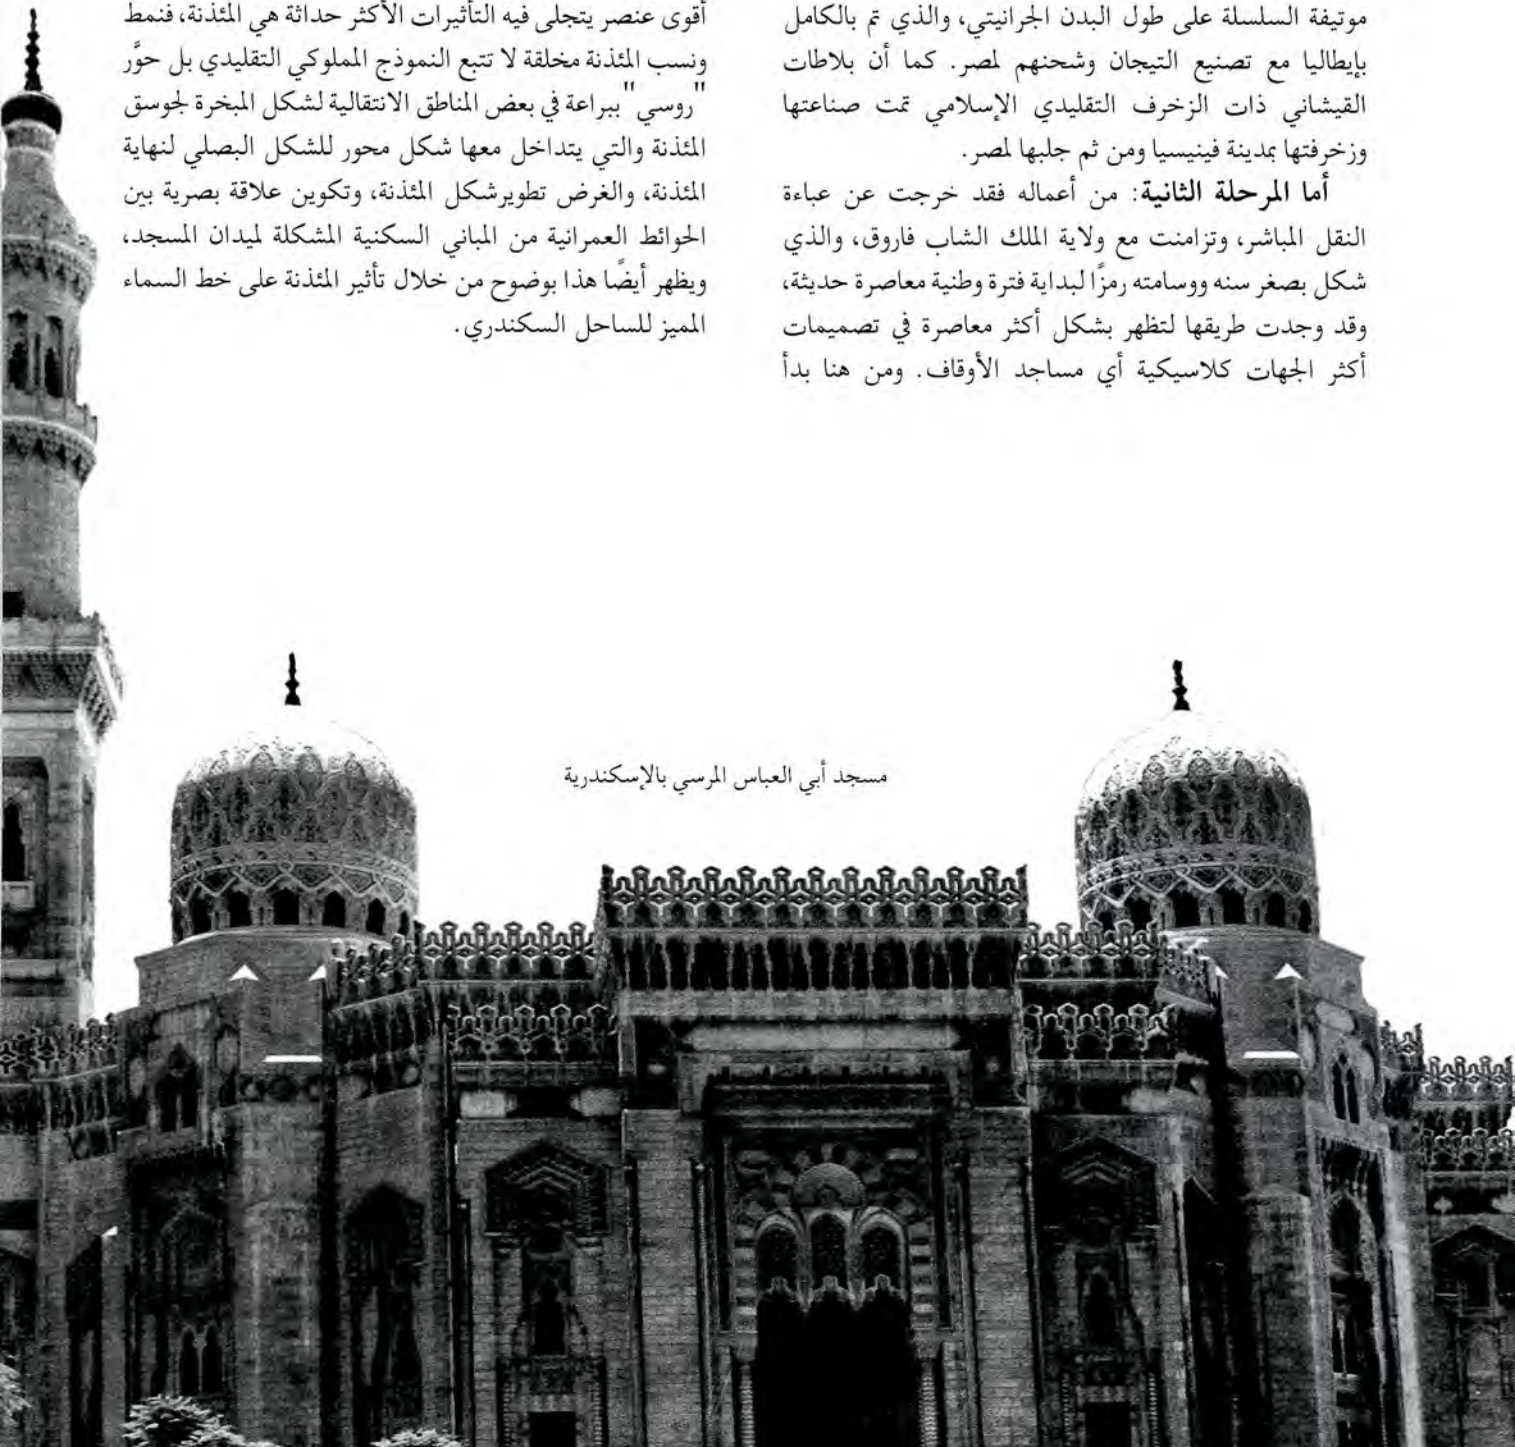 موتيفة السلسلة على طول البدن الجرانيتي، والذي تم بالكامل
بإيطاليا مع تصنيع التيجان وشحنهم لمصر. كما أن بلاطات
القيشاني ذات الزخرف التقليدي الإسلامي تمت صناعتها
وزخرفتها بمدينة فينيسيا ومن ثم جلبها لمصر.
أما المرحلة الثانية: من أعماله فقد خرجت عن عباءة
النقل المباشر، وتزامنت مع ولاية الملك الشاب فاروق، والذي
شكل بصغر سنه ووسامته رمزًا لبداية فترة وطنية معاصرة حديثة،
وقد وجدت طريقها لتظهر بشكل أكثر معاصرة في تصميمات
أكثر الجهات كلاسيكية أي مساجد الأوقاف. ومن هنا بدأ
أقوى عنصر يتجلى فيه التأثيرات الأكثر حداثة هي المئذنة، فنمط
ونسب المئذنة مخلقة لا تتبع النموذج المملوكي التقليدي بل حوَّر
"روسي" ببراعة في بعض المناطق الانتقالية لشكل المبخرة لجوسق
المئذنة والتي يتداخل معها شكل محور للشكل البصلي لنهاية
المئذنة، والغرض تطويرشكل المئذنة، وتكوين علاقة بصرية بين
الحوائط العمرانية من المباني السكنية المشكلة لميدان المسجد،
ويظهر أيضًا هذا بوضوح من خلال تأثير المئذنة على خط السماء
المميز للساحل السكندري.
مسجد أبي العباس المرسي بالإسكندرية